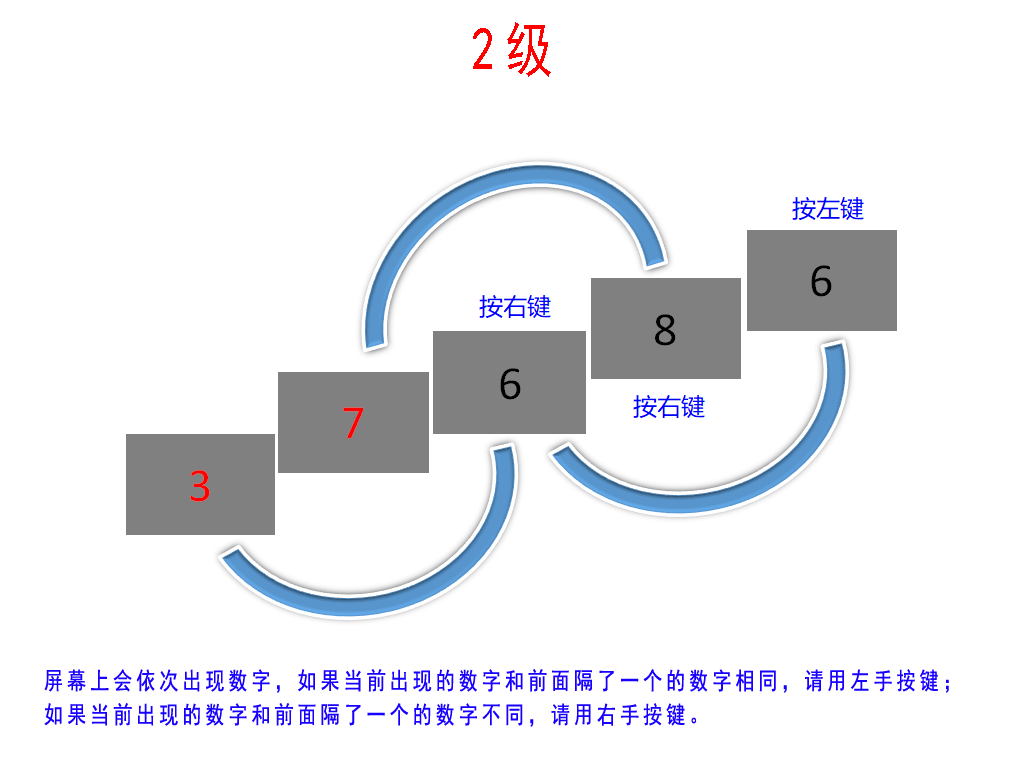 2级
按左键
6
按右键
8
6
按右键
7
3
屏幕上会依次出现数字，如果当前出现的数字和前面隔了一个的数字相同，请用左手按键；
如果当前出现的数字和前面隔了一个的数字不同，请用右手按键。